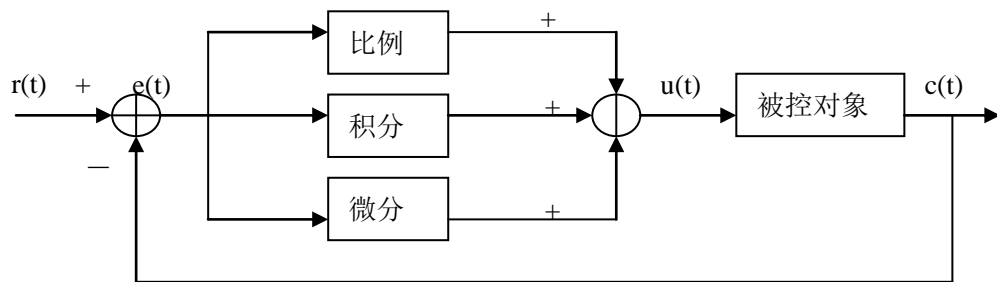 比例
+
r(t)
+
e(t)
积分
+
u(t)
被控对象
c(t)
—
微分
+